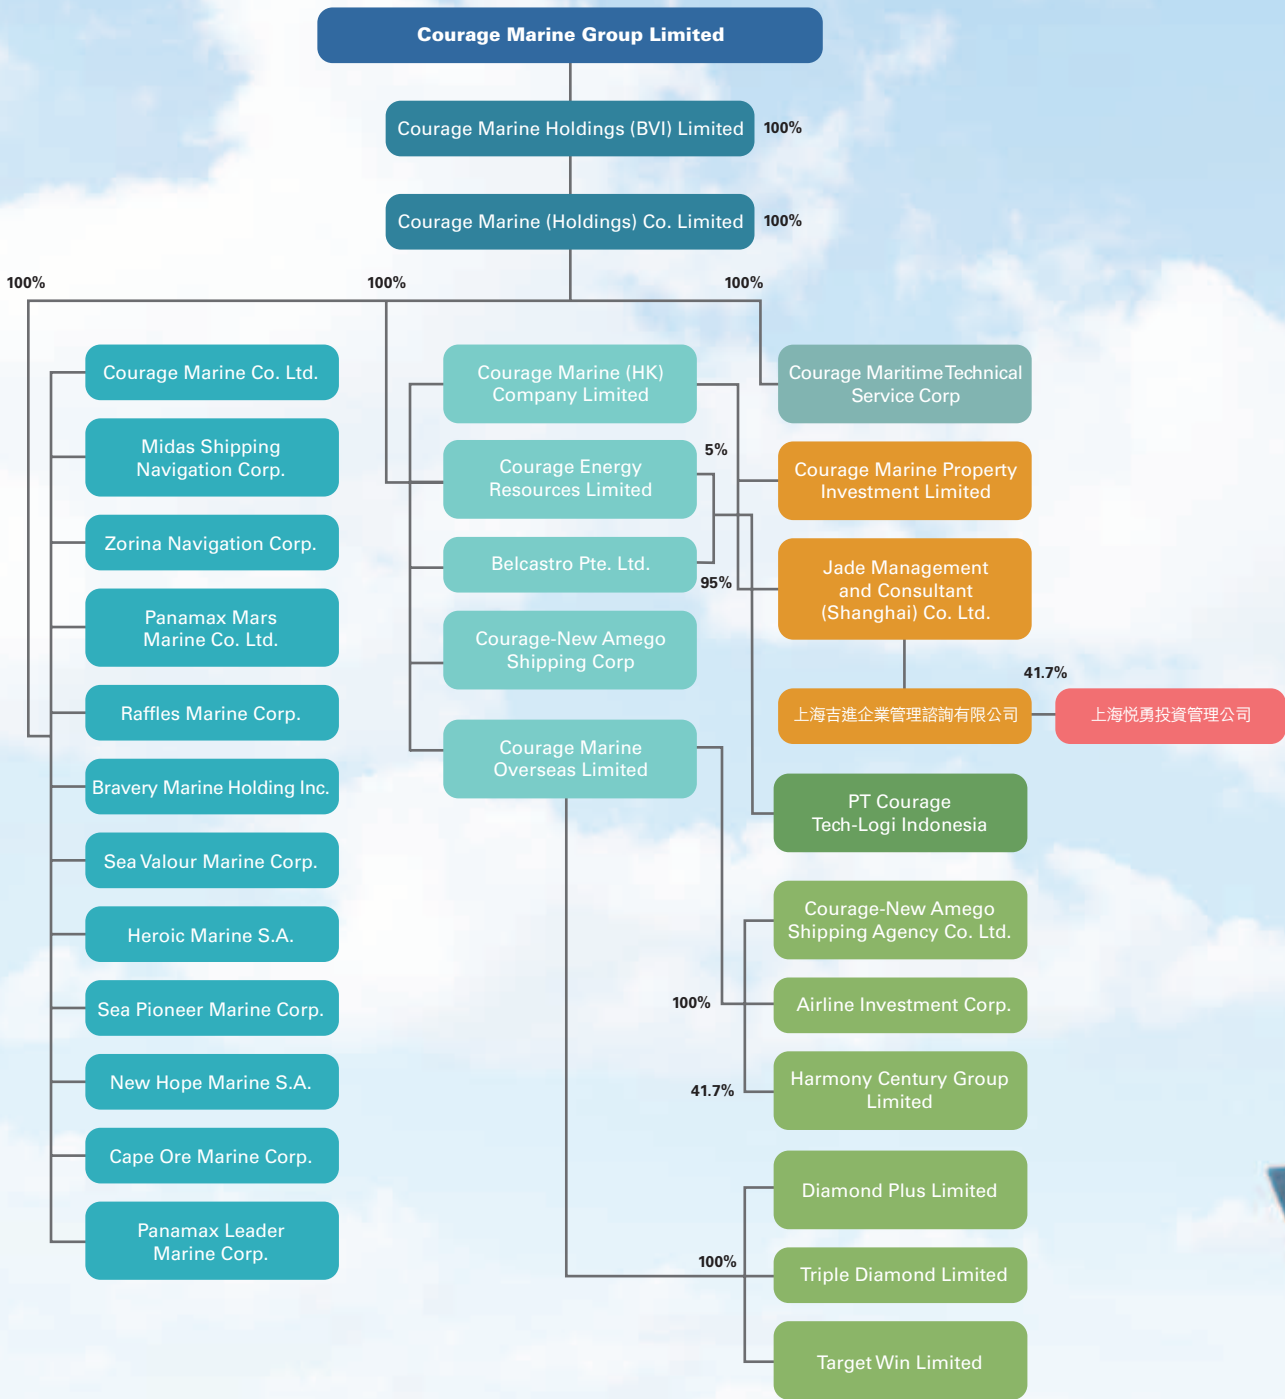 Courage Marine Group Limited
Courage Marine Holdings (BVI) Limited
100%
Courage Marine (Holdings) Co. Limited
100%
100%
100%
100%
Courage Marine Co. Ltd.
Midas Shipping
Navigation Corp.
Zorina Navigation Corp.
Panamax Mars
Marine Co. Ltd.
Raffles Marine Corp.
Bravery Marine Holding Inc.
Sea Valour Marine Corp.
Heroic Marine S.A.
Sea Pioneer Marine Corp.
New Hope Marine S.A.
Cape Ore Marine Corp.
Panamax Leader
Marine Corp.
Courage Marine (HK)
Company Limited
Courage Energy
Resources Limited
Belcastro Pte. Ltd.
Courage-New Amego
Shipping Corp
Courage Marine
Overseas Limited
5%
95%
100%
41.7%
100%
Courage Maritime Technical
Service Corp
Courage Marine Property
Investment Limited
Jade Management
and Consultant
(Shanghai) Co. Ltd.
上海吉進企業管理諮詢有限公司
41.7%
上海悦勇投資管理公司
PT Courage
Tech-Logi Indonesia
Courage-New Amego
Shipping Agency Co. Ltd.
Airline Investment Corp.
Harmony Century Group
Limited
Diamond Plus Limited
Triple Diamond Limited
Target Win Limited